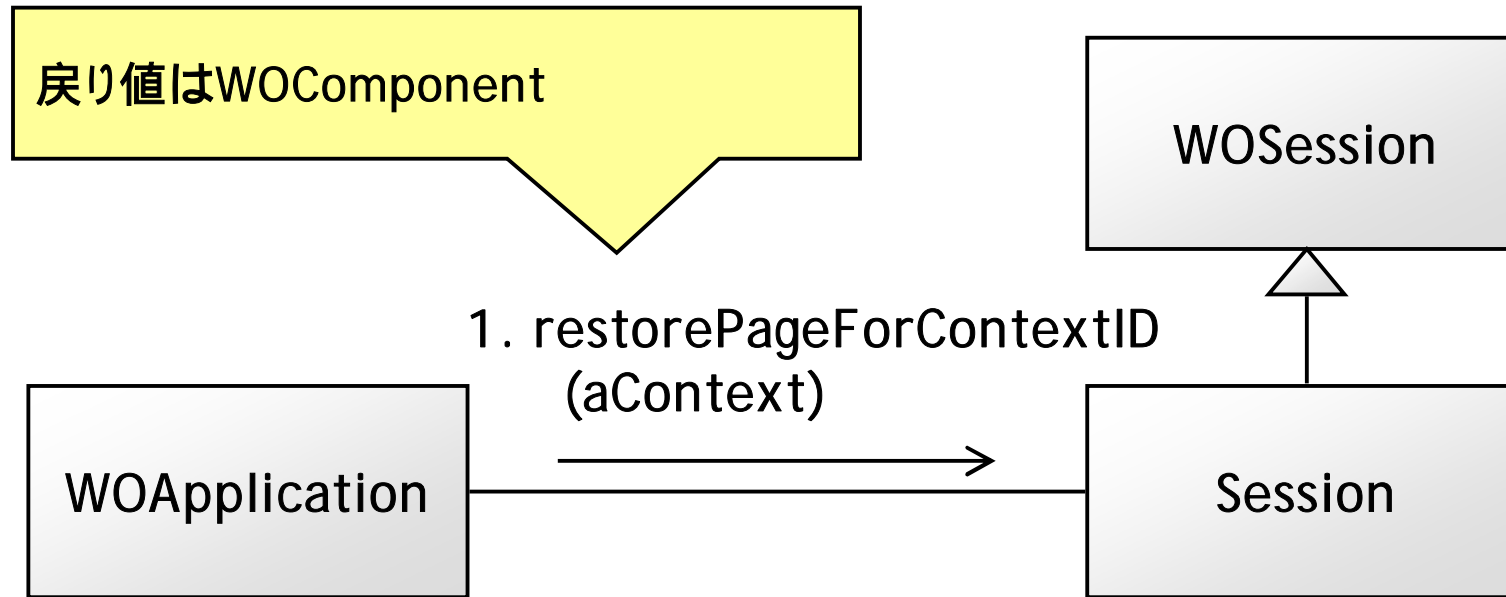 戻り値はWOComponent
WOSession
1. restorePageForContextID
(aContext)
WOApplication
Session